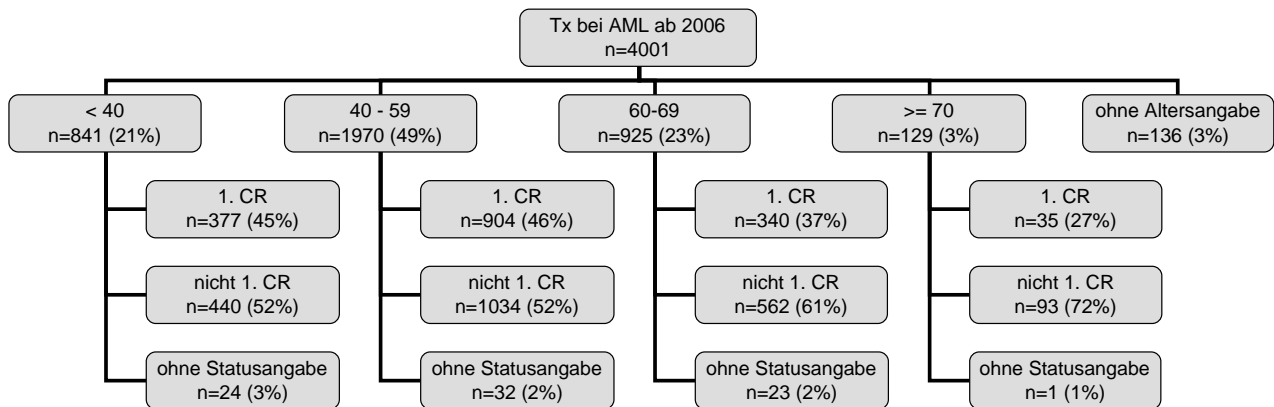 Tx bei AML ab 2006
n=4001
< 40
n=841 (21%)
40 - 59
n=1970 (49%)
60-69
n=925 (23%)
>= 70
n=129 (3%)
ohne Altersangabe
n=136 (3%)
1. CR
n=377 (45%)
1. CR
n=904 (46%)
1. CR
n=340 (37%)
1. CR
n=35 (27%)
nicht 1. CR
n=440 (52%)
nicht 1. CR
n=1034 (52%)
nicht 1. CR
n=562 (61%)
nicht 1. CR
n=93 (72%)
ohne Statusangabe
n=24 (3%)
ohne Statusangabe
n=32 (2%)
ohne Statusangabe
n=23 (2%)
ohne Statusangabe
n=1 (1%)